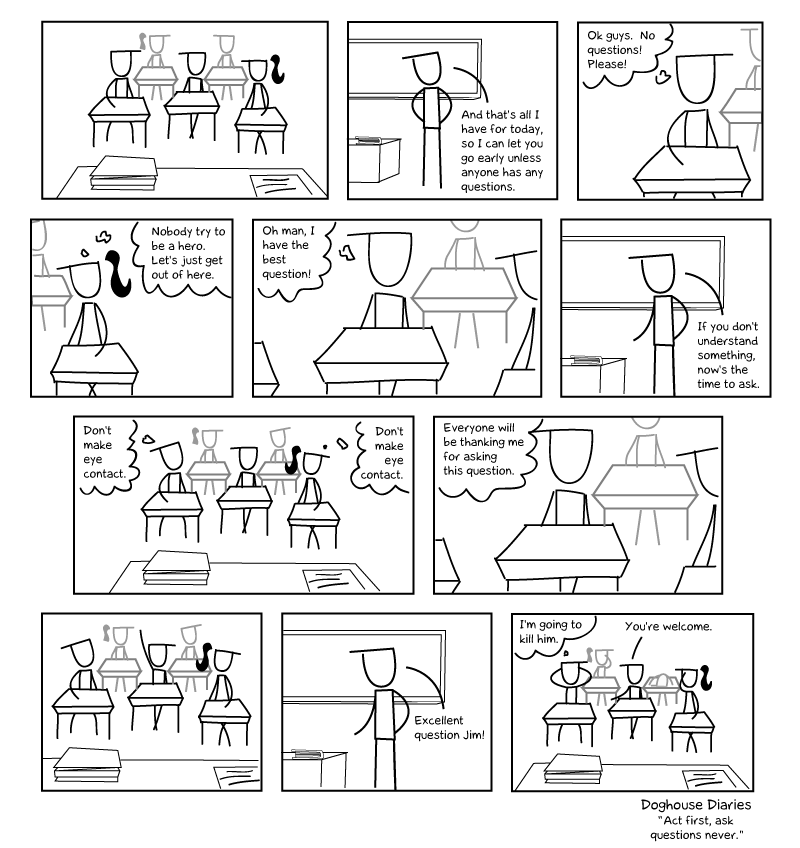 And that's all I
have for today,
so I can let you
go early unless
anyone has any
questions.
Ok guys. No
questions!
Please!
Nobody try to
be a hero.
Let's just get
out of here.
Oh man, I
have the
best
question!
If you don't
understand
something,
now's the
time to ask.
Don't
make
eye
contact.
Don't
make
eye
contact.
Everyone will
be thanking me
for asking
this question.
Excellent
question Jim!
I'm going to
kill him.
You're welcome.
Doghouse Diaries
"Act first, ask
questions never."